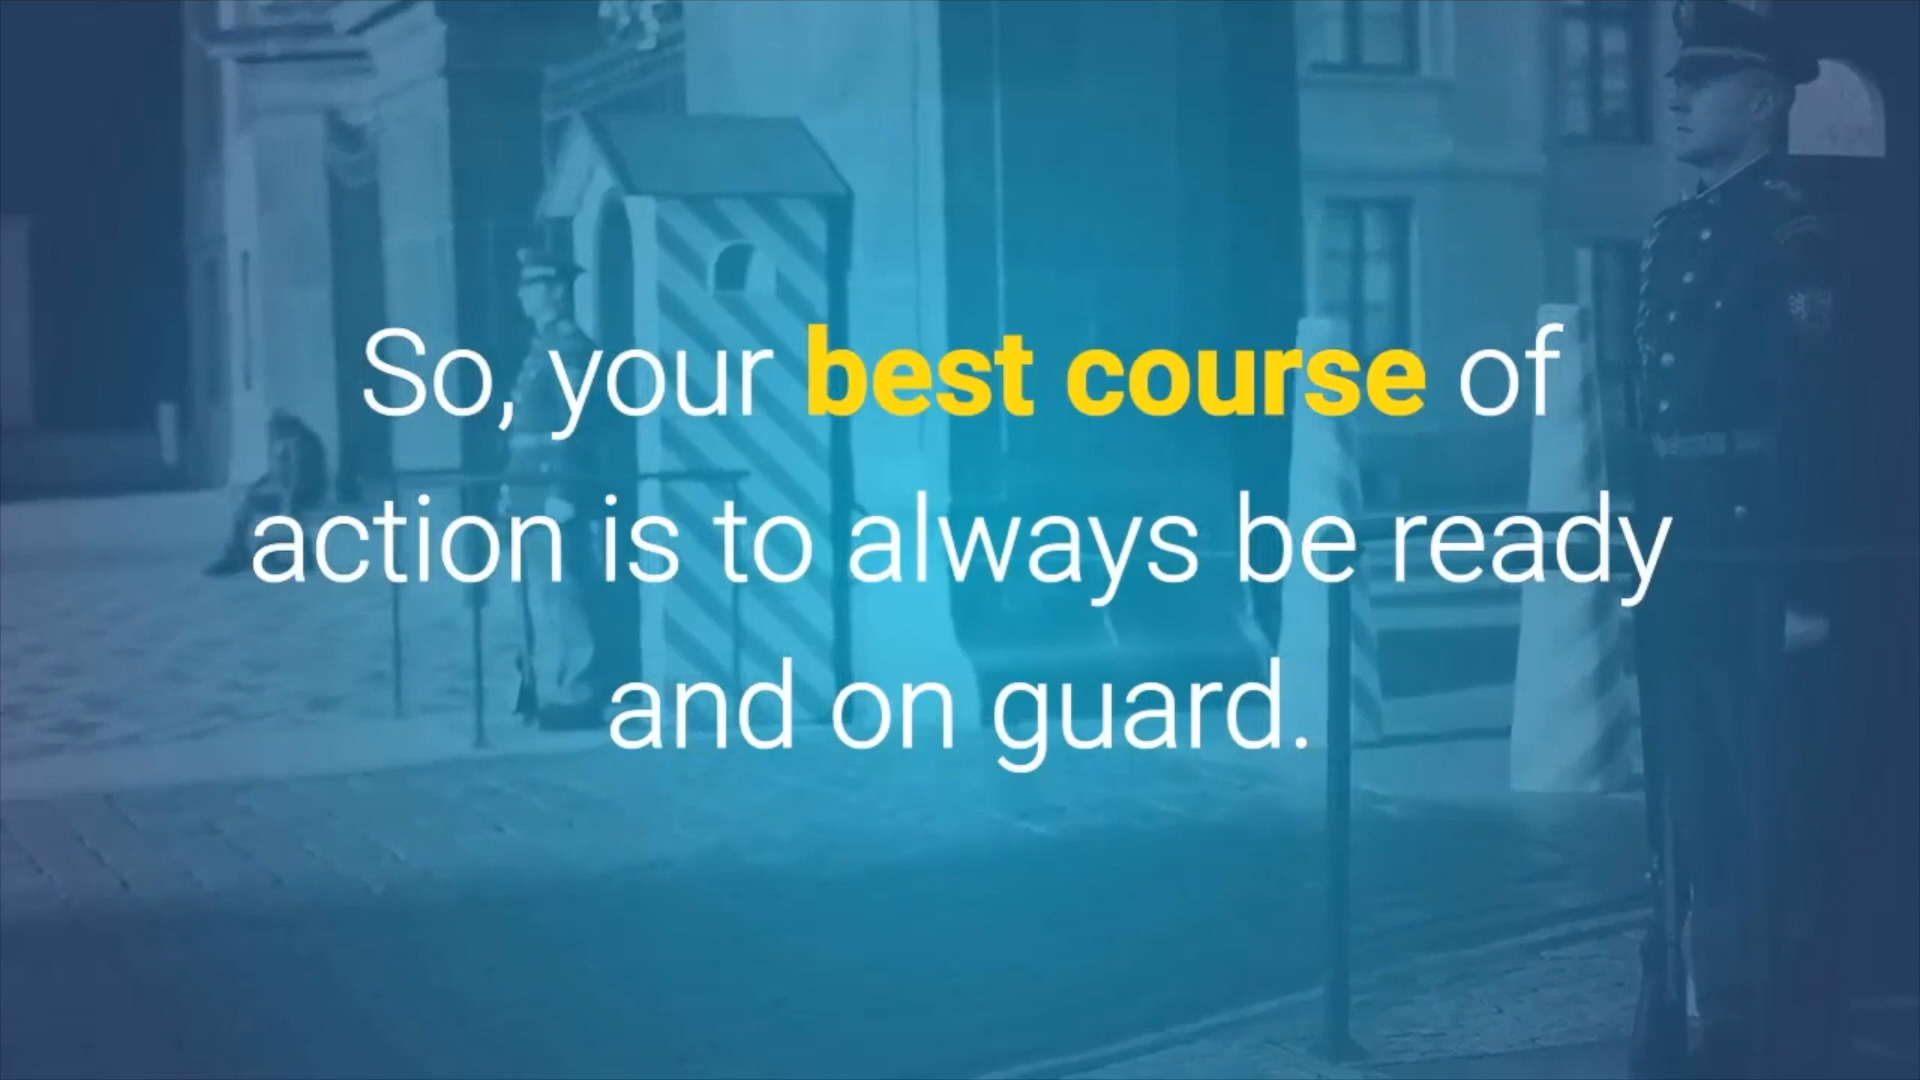 So, your best course of
action is to always be ready
and on guard.